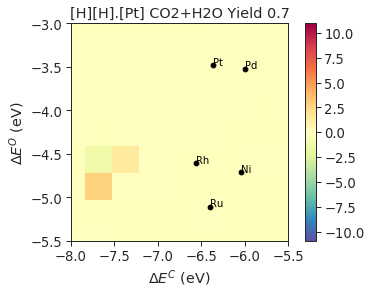 [H][H].[Pt] CO2+H2O Yield 0.7
−3.0
−3.5
−4.0
−4.5
−5.0
−5.5
ΔE^O (eV)
Pt
Pd
Rh
Ni
Ru
−8.0 −7.5 −7.0 −6.5 −6.0 −5.5
ΔE^C (eV)
10.0
7.5
5.0
2.5
0.0
−2.5
−5.0
−7.5
−10.0